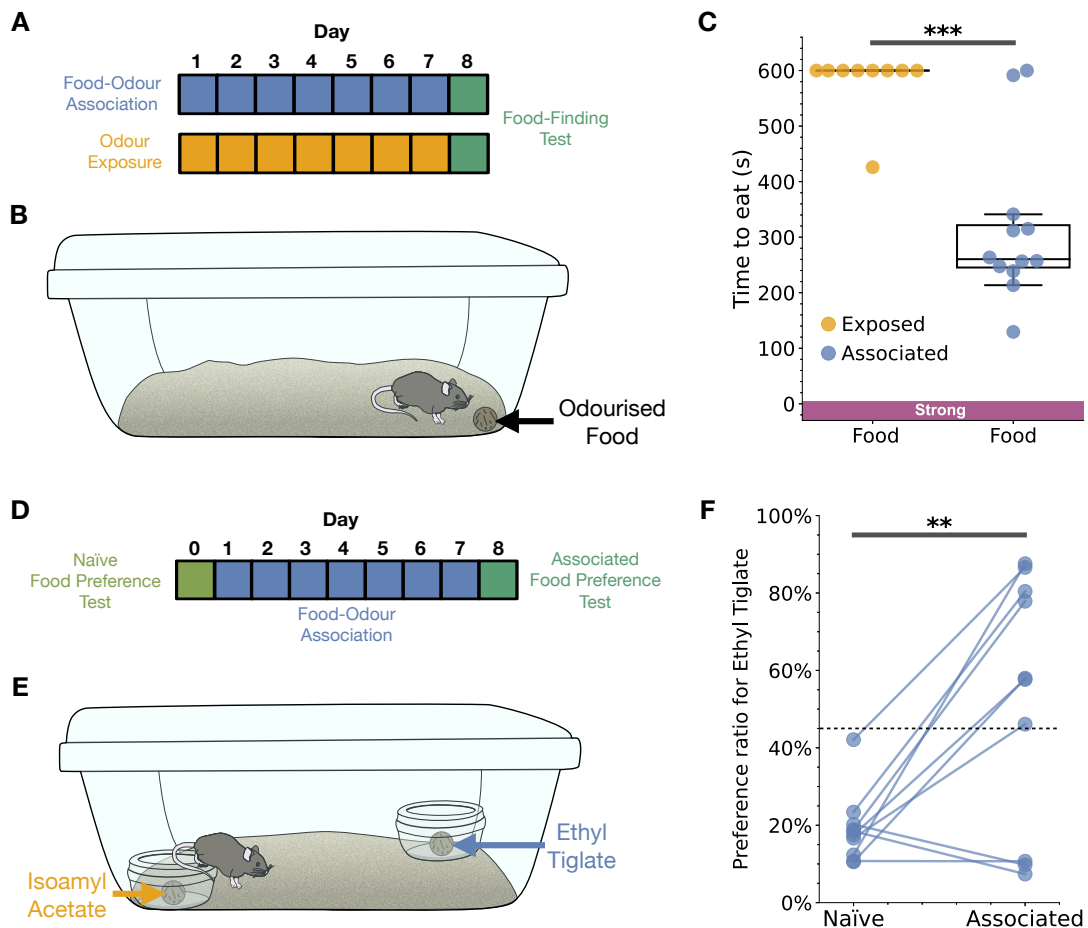 A
Day
1 2 3 4 5 6 7 8
Food-Odour
Association
Odour
Exposure
Food-Finding
Test
B
Odourised
Food
C
***
Time to eat (s)
600
500
400
300
200
100
0
Exposed
Associated
Strong
Food Food
D
Day
0 1 2 3 4 5 6 7 8
Naïve
Food Preference
Test
Food-Odour
Association
Associated
Food Preference
Test
E
Isoamyl
Acetate
Ethyl
Tiglate
F
**
Preference ratio for Ethyl Tiglate
100%
80%
60%
40%
20%
0%
Naïve Associated